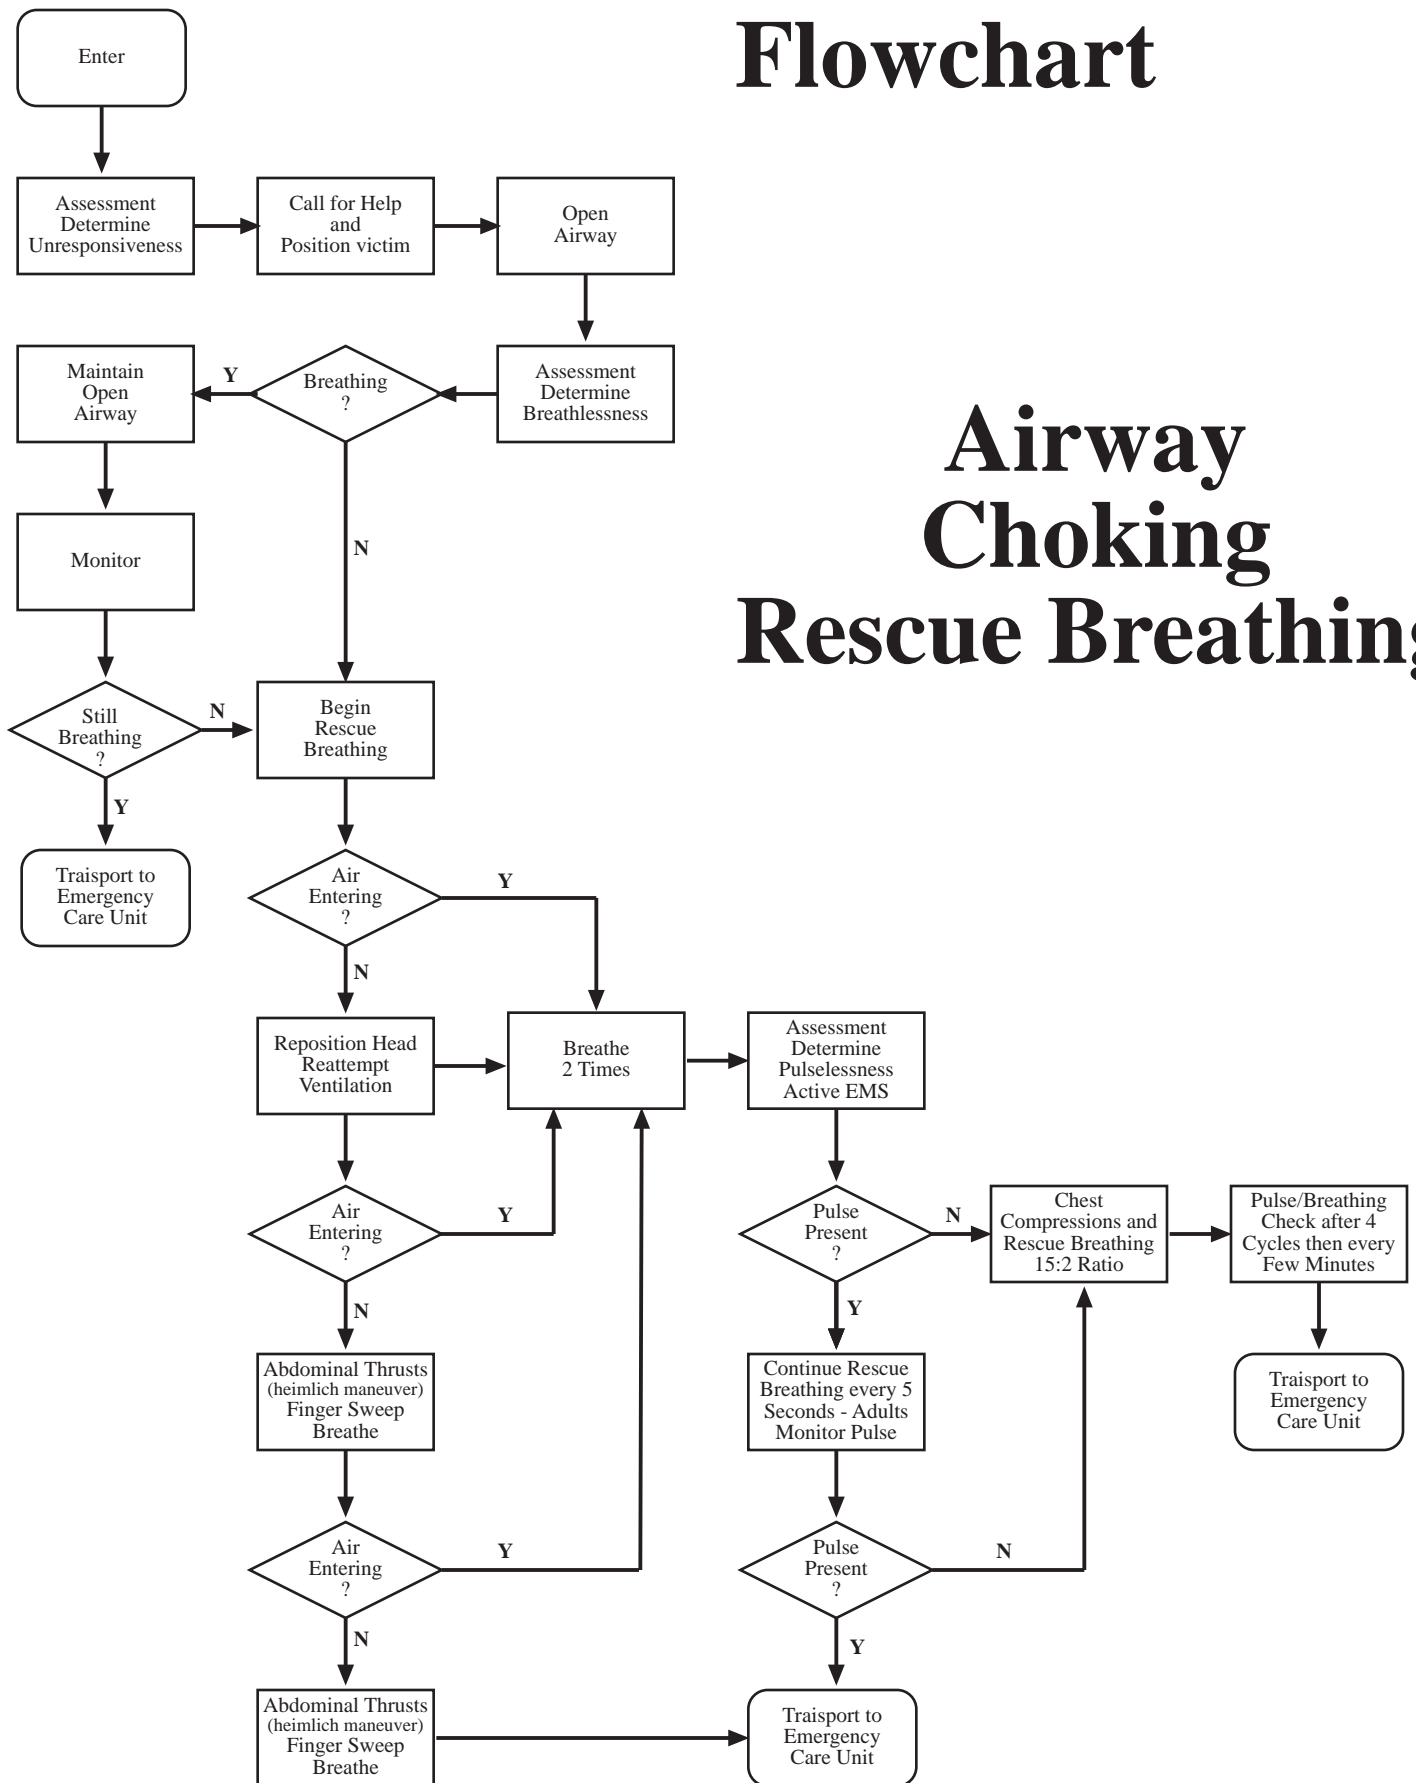 Flowchart
Enter
Assessment
Determine
Unresponsiveness
Call for Help
and
Position victim
Open
Airway
Maintain
Open
Airway
Y
Breathing
?
Assessment
Determine
Breathlessness
Airway
Choking
Rescue Breathing
Monitor
N
Still
Breathing
?
N
Begin
Rescue
Breathing
Y
Traisport to
Emergency
Care Unit
Air
Entering
?
Y
N
Reposition Head
Reattempt
Ventilation
Breathe
2 Times
Assessment
Determine
Pulselessness
Active EMS
Air
Entering
?
Y
Pulse
Present
?
N
Chest
Compressions and
Rescue Breathing
15:2 Ratio
Pulse/Breathing
Check after 4
Cycles then every
Few Minutes
N
Y
Abdominal Thrusts
(heimlich maneuver)
Finger Sweep
Breathe
Continue Rescue
Breathing every 5
Seconds - Adults
Monitor Pulse
Traisport to
Emergency
Care Unit
Air
Entering
?
Y
Pulse
Present
?
N
N
Y
Abdominal Thrusts
(heimlich maneuver)
Finger Sweep
Breathe
Traisport to
Emergency
Care Unit